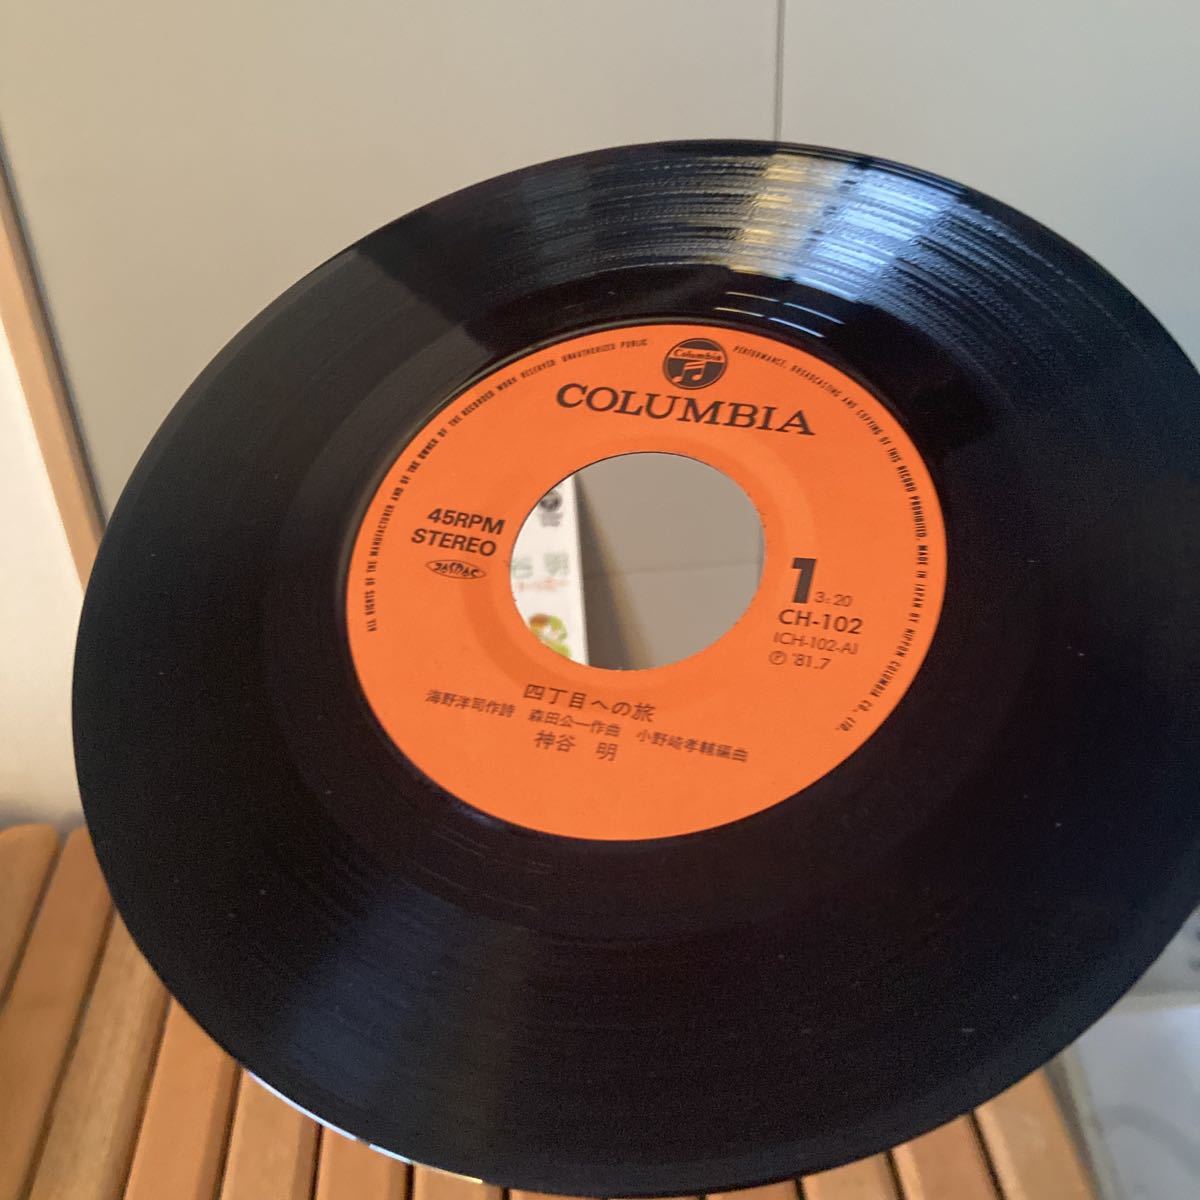 ALL RIGHTS OF THE MANUFACTURER AND OF THE OWNER OF THE RECORDED WORK RESERVED. UNAUTHORIZED PUBLIC PERFORMANCE, BROADCASTING AND COPYING OF THIS RECORD PROHIBITED. MADE IN JAPAN BY NIPPON COLUMBIA CO., LTD.
Columbia
COLUMBIA
45RPM
STEREO
JASRAC
1 3:20
CH-102
(CH-102-A)
Ⓟ '81.7
四丁目への旅
海野洋司作詩 森田公一作曲 小野崎孝輔編曲
神谷 明